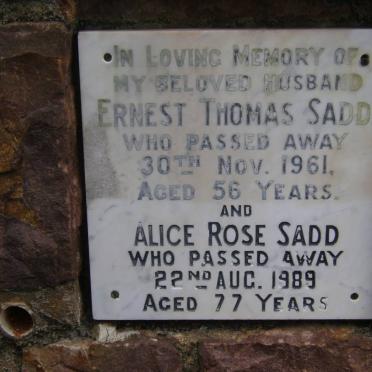 IN LOVING MEMORY OF
MY BELOVED HUSBAND
ERNEST THOMAS SADD
WHO PASSED AWAY
30TH NOV. 1961,
AGED 56 YEARS.
AND
ALICE ROSE SADD
WHO PASSED AWAY
22ND AUG. 1989
AGED 77 YEARS